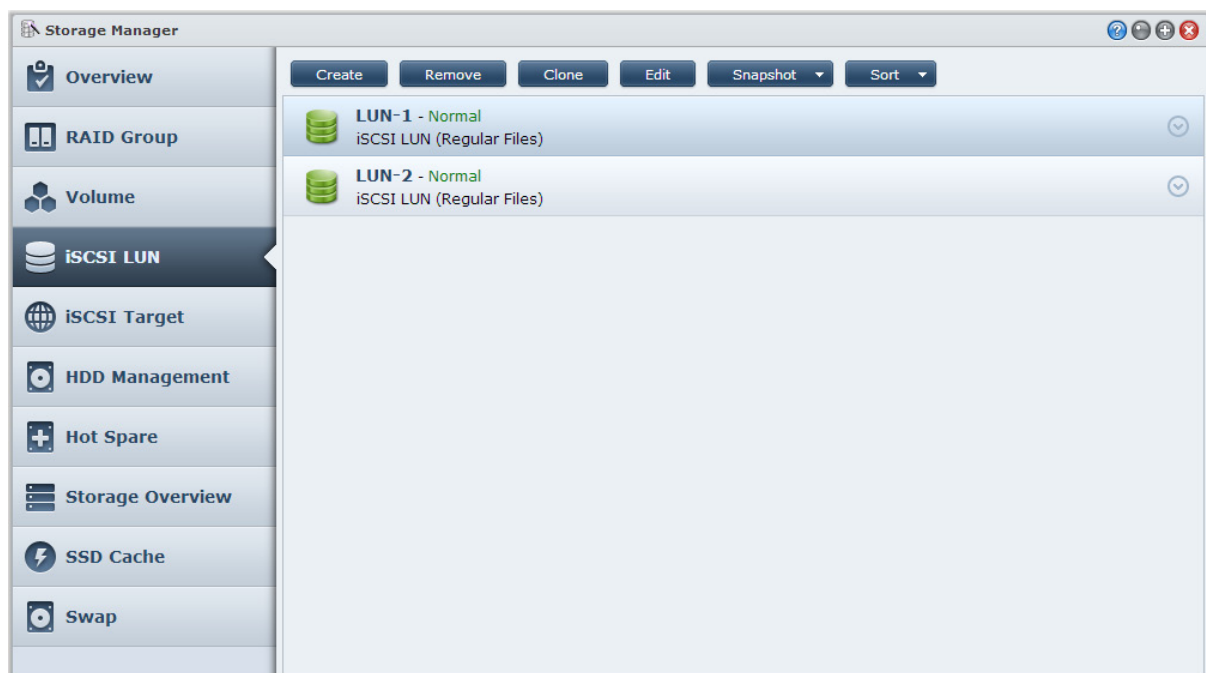 Storage Manager
Overview
RAID Group
Volume
iSCSI LUN
iSCSI Target
HDD Management
Hot Spare
Storage Overview
SSD Cache
Swap
Create Remove Clone Edit Snapshot Sort
LUN-1 - Normal
iSCSI LUN (Regular Files)
LUN-2 - Normal
iSCSI LUN (Regular Files)